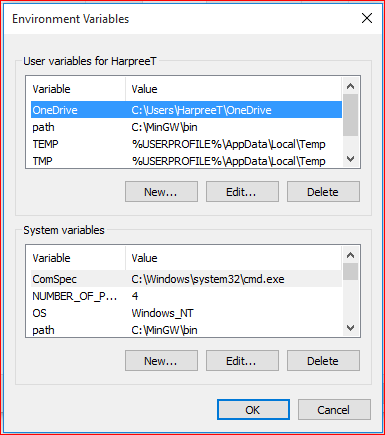 Environment Variables
User variables for HarpreeT
Variable Value
OneDrive C:\Users\HarpreeT\OneDrive
path C:\MinGW\bin
TEMP %USERPROFILE%\AppData\Local\Temp
TMP %USERPROFILE%\AppData\Local\Temp
New... Edit... Delete
System variables
Variable Value
ComSpec C:\Windows\system32\cmd.exe
NUMBER_OF_P... 4
OS Windows_NT
path C:\MinGW\bin
New... Edit... Delete
OK Cancel